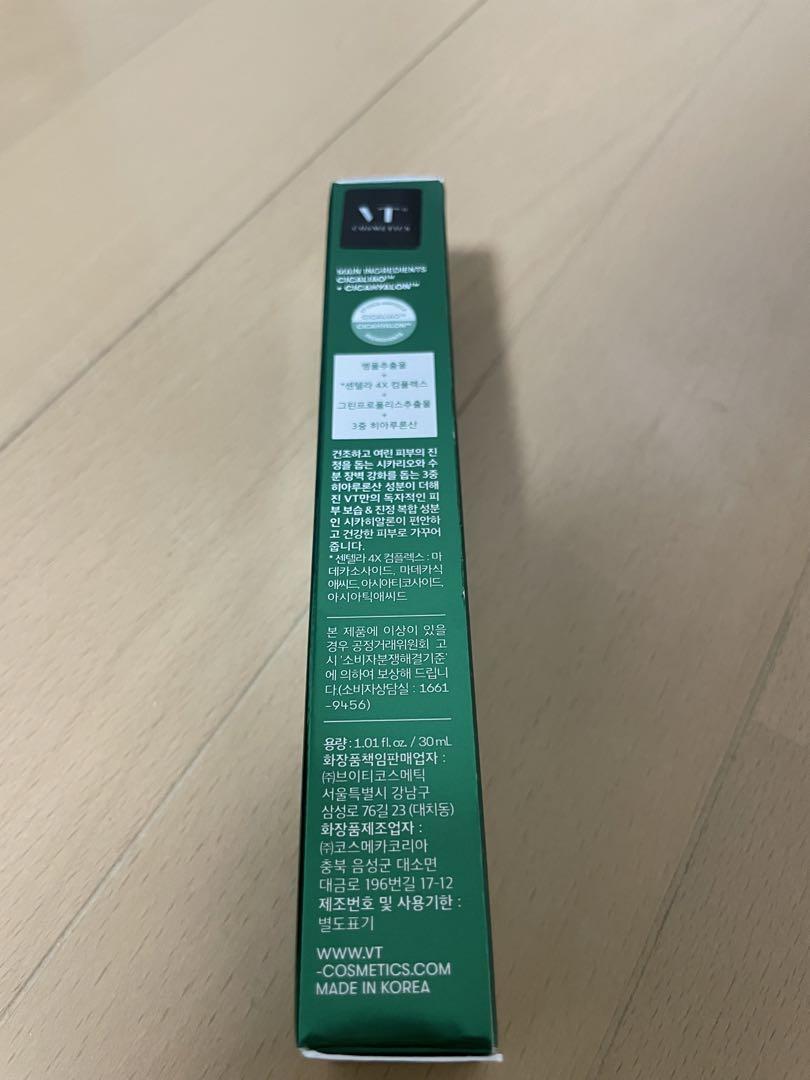 VT
COSMETICS
MAIN INGREDIENTS
CICALIAO™
+ CICAHYALON™
CICALIAO™
CICAHYALON™
병풀추출물
+
*센텔라 4X 컴플렉스
+
그린프로폴리스추출물
+
3중 히아루론산
건조하고 여린 피부의 진
정을 돕는 시카리오와 수
분 장벽 강화를 돕는 3중
히아루론산 성분이 더해
진 VT만의 독자적인 피
부 보습 & 진정 복합 성분
인 시카히알론이 편안하
고 건강한 피부로 가꾸어
줍니다.
* 센텔라 4X 컴플렉스 : 마
데카소사이드, 마데카식
애씨드, 아시아티코사이드,
아시아틱애씨드
본 제품에 이상이 있을
경우 공정거래위원회 고
시 '소비자분쟁해결기준'
에 의하여 보상해 드립니
다.(소비자상담실 : 1661
-9456)
용량 : 1.01 fl. oz. / 30 mL
화장품책임판매업자 :
㈜브이티코스메틱
서울특별시 강남구
삼성로 76길 23 (대치동)
화장품제조업자 :
㈜코스메카코리아
충북 음성군 대소면
대금로 196번길 17-12
제조번호 및 사용기한 :
별도표기
WWW.VT
-COSMETICS.COM
MADE IN KOREA